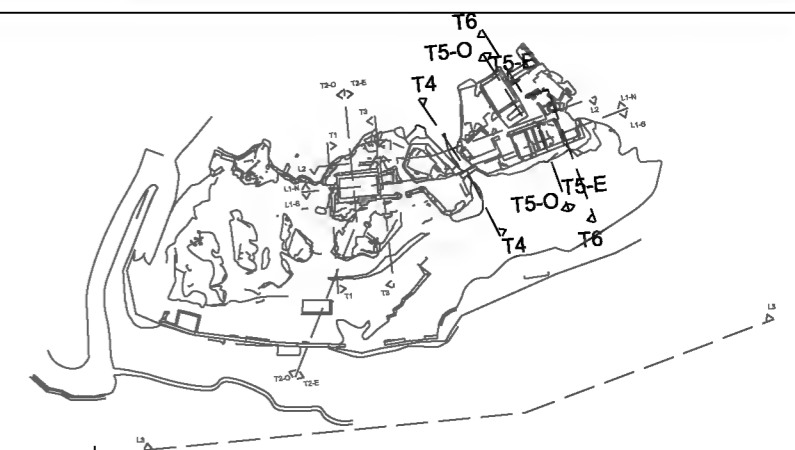 T6
T5-O T5-E
T2-O T2-E
T4
L1-N
L2
L1-S
T3
T1
L2
L1-N
L1-S
T5-E
T5-O
T4
T6
T1
T3
L3
T2-O
T2-E
L3